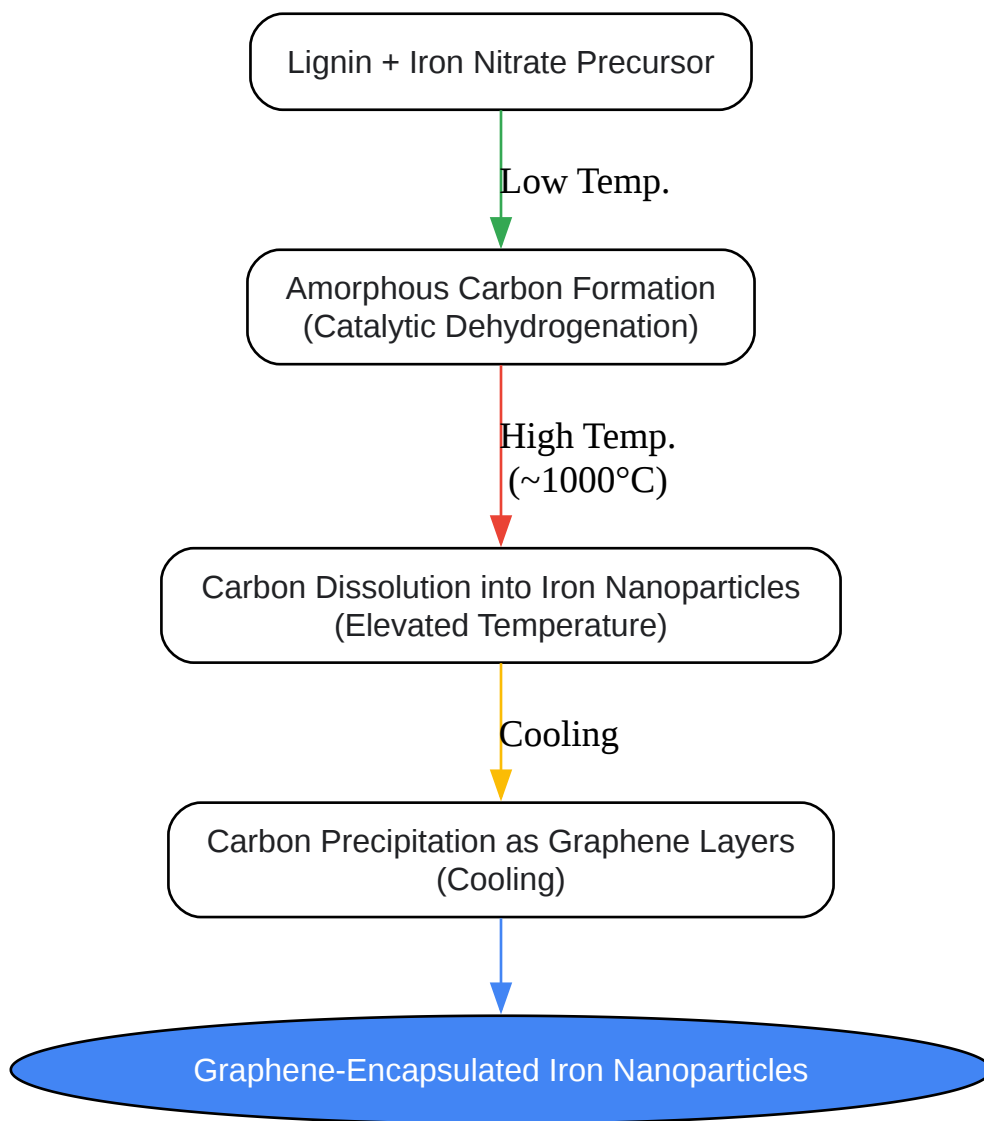 Lignin + Iron Nitrate Precursor
Low Temp.
Amorphous Carbon Formation
(Catalytic Dehydrogenation)
High Temp.
(~1000°C)
Carbon Dissolution into Iron Nanoparticles
(Elevated Temperature)
Cooling
Carbon Precipitation as Graphene Layers
(Cooling)
Graphene-Encapsulated Iron Nanoparticles